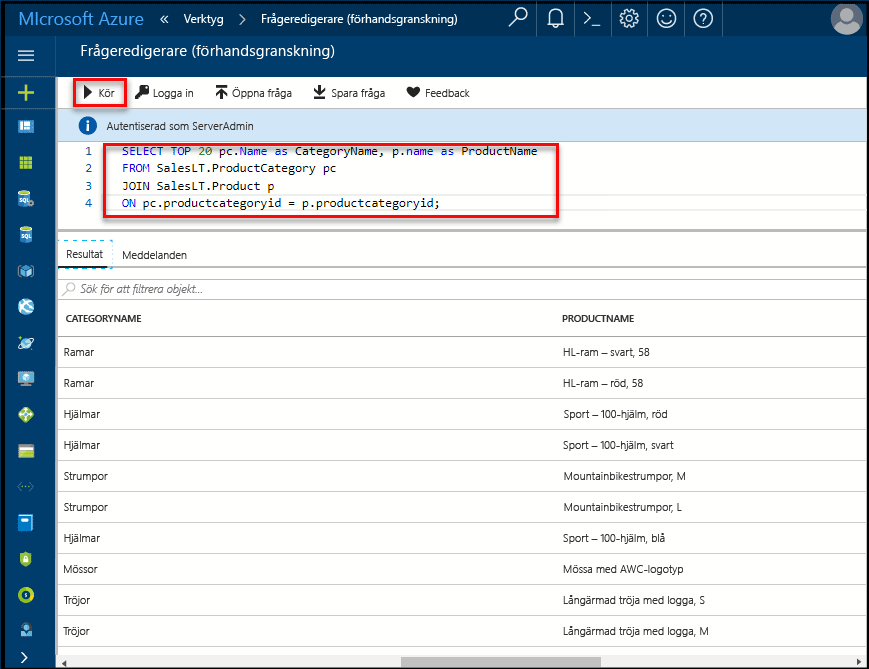 Microsoft Azure « Verktyg > Frågeredigerare (förhandsgranskning)
Frågeredigerare (förhandsgranskning)
Kör Logga in Öppna fråga Spara fråga Feedback
Autentiserad som ServerAdmin
1 SELECT TOP 20 pc.Name as CategoryName, p.name as ProductName
2 FROM SalesLT.ProductCategory pc
3 JOIN SalesLT.Product p
4 ON pc.productcategoryid = p.productcategoryid;
Resultat Meddelanden
Sök för att filtrera objekt...
CATEGORYNAME PRODUCTNAME
Ramar HL-ram – svart, 58
Ramar HL-ram – röd, 58
Hjälmar Sport – 100-hjälm, röd
Hjälmar Sport – 100-hjälm, svart
Strumpor Mountainbikestrumpor, M
Strumpor Mountainbikestrumpor, L
Hjälmar Sport – 100-hjälm, blå
Mössor Mössa med AWC-logotyp
Tröjor Långärmad tröja med logga, S
Tröjor Långärmad tröja med logga, M